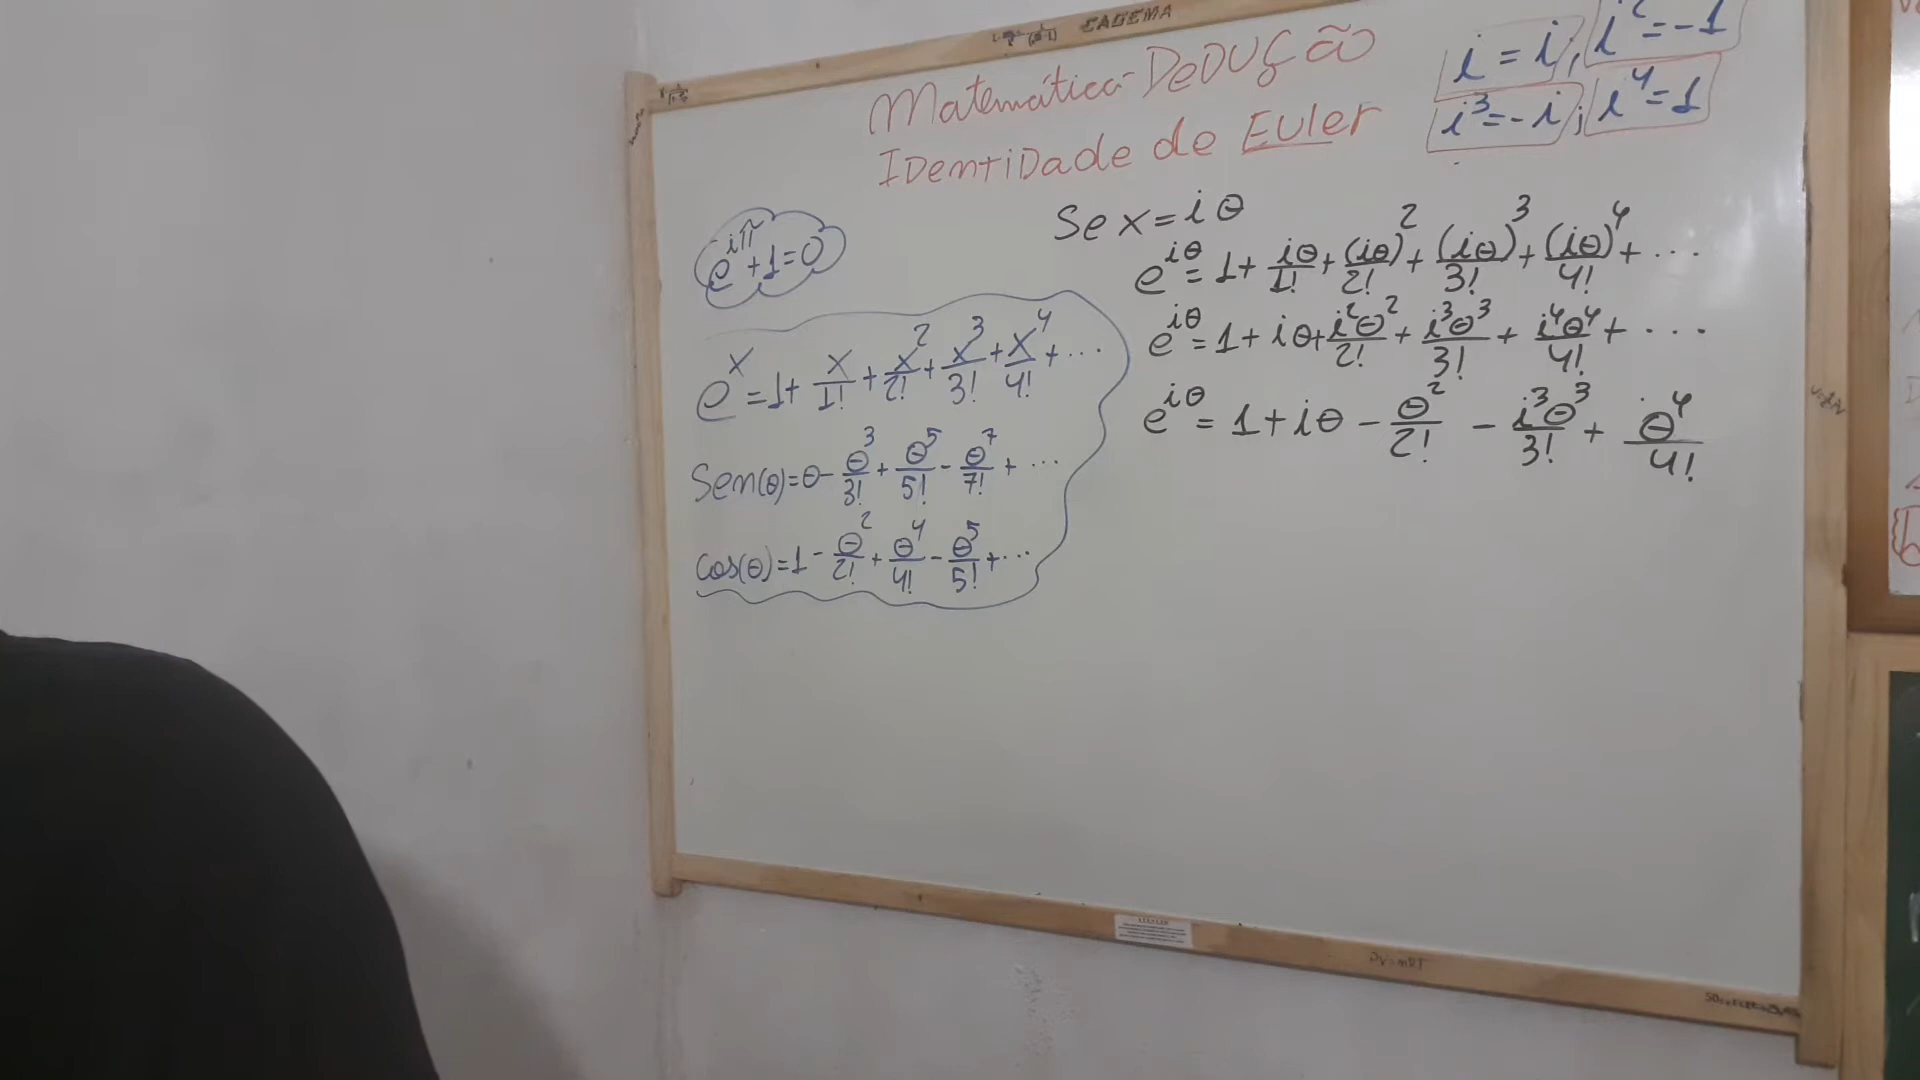 CADEMA
Matemática - DeDUção
IDentiDade de Euler
i = i, i² = -1
i³ = -i; i⁴ = 1
e^{iπ} + 1 = 0
e^x = 1 + x/1! + x²/2! + x³/3! + x⁴/4! + ...
Sen(θ) = θ - θ³/3! + θ⁵/5! - θ⁷/7! + ...
Cos(θ) = 1 - θ²/2! + θ⁴/4! - θ⁵/5! + ...
Se x = iθ
e^{iθ} = 1 + iθ/1! + (iθ)²/2! + (iθ)³/3! + (iθ)⁴/4! + ...
e^{iθ} = 1 + iθ + i²θ²/2! + i³θ³/3! + i⁴θ⁴/4! + ...
e^{iθ} = 1 + iθ - θ²/2! - i³θ³/3! + θ⁴/4!
PV=nRT